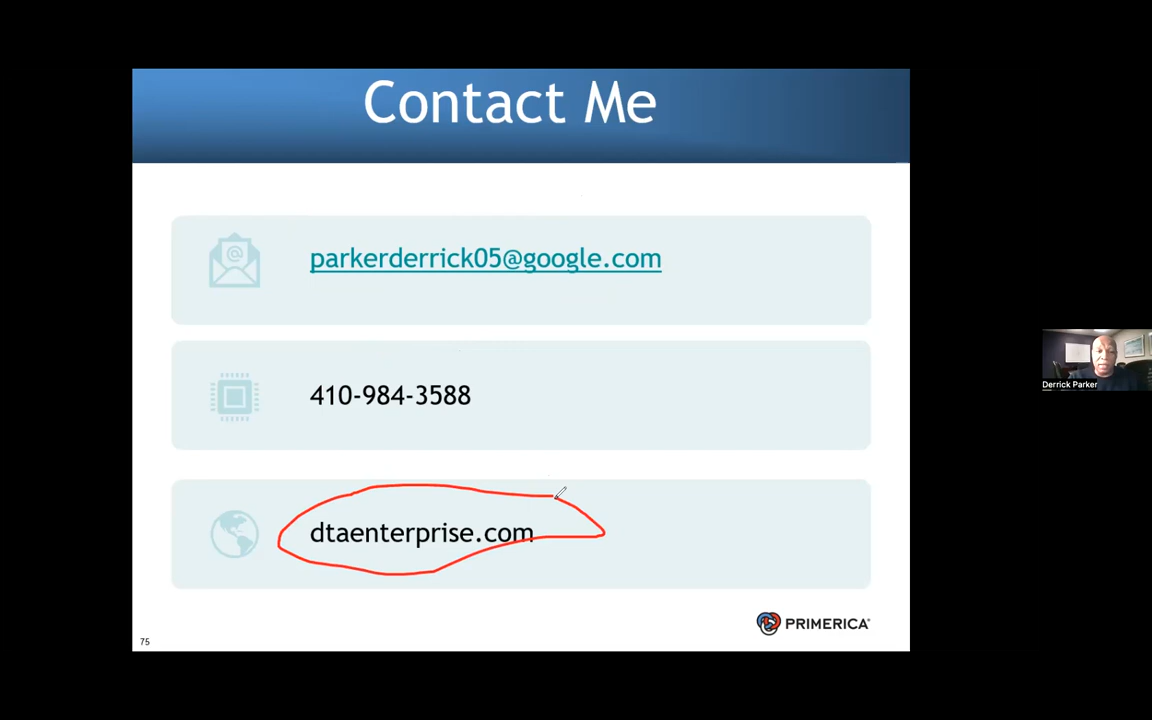 Contact Me
parkerderrick05@google.com
410-984-3588
Derrick Parker
dtaenterprise.com
PRIMERICA
75